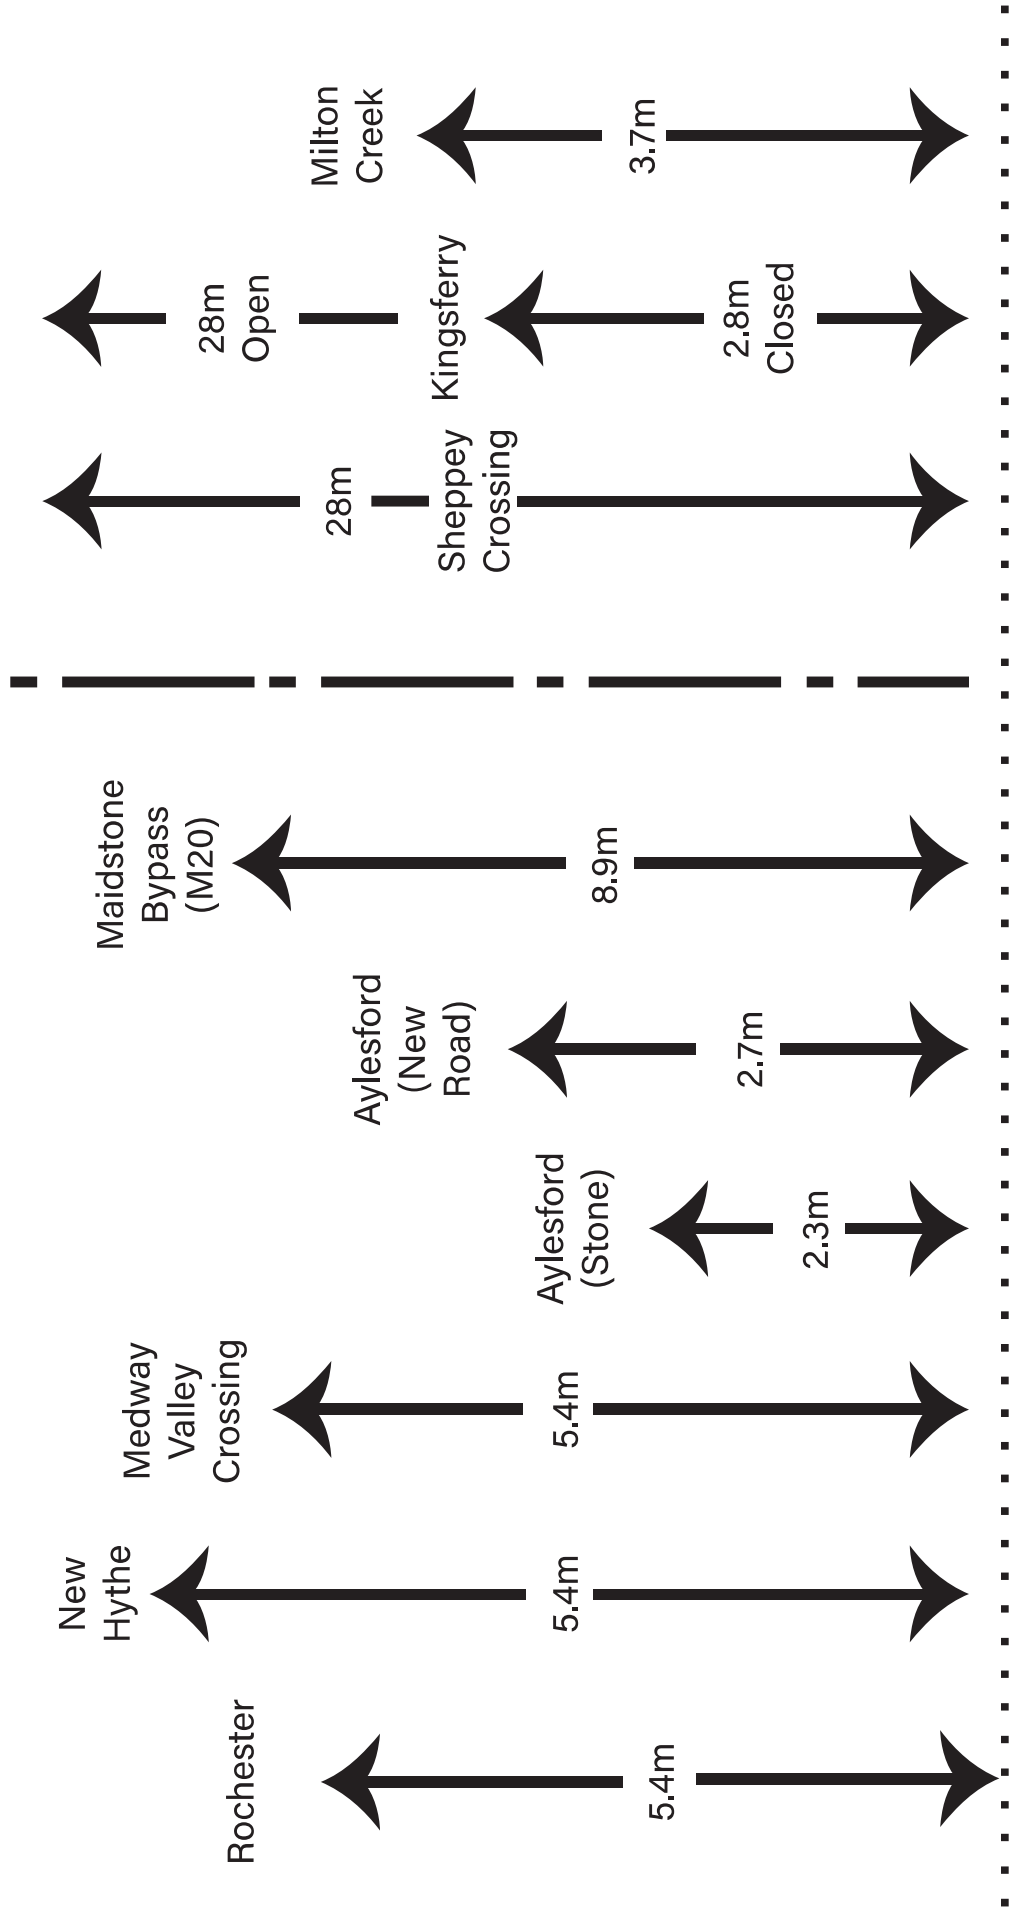 Rochester
5.4m
New
Hythe
5.4m
Medway
Valley
Crossing
5.4m
Aylesford
(Stone)
2.3m
Aylesford
(New
Road)
2.7m
Maidstone
Bypass
(M20)
8.9m
28m
Sheppey
Crossing
28m
Open
Kingsferry
2.8m
Closed
Milton
Creek
3.7m